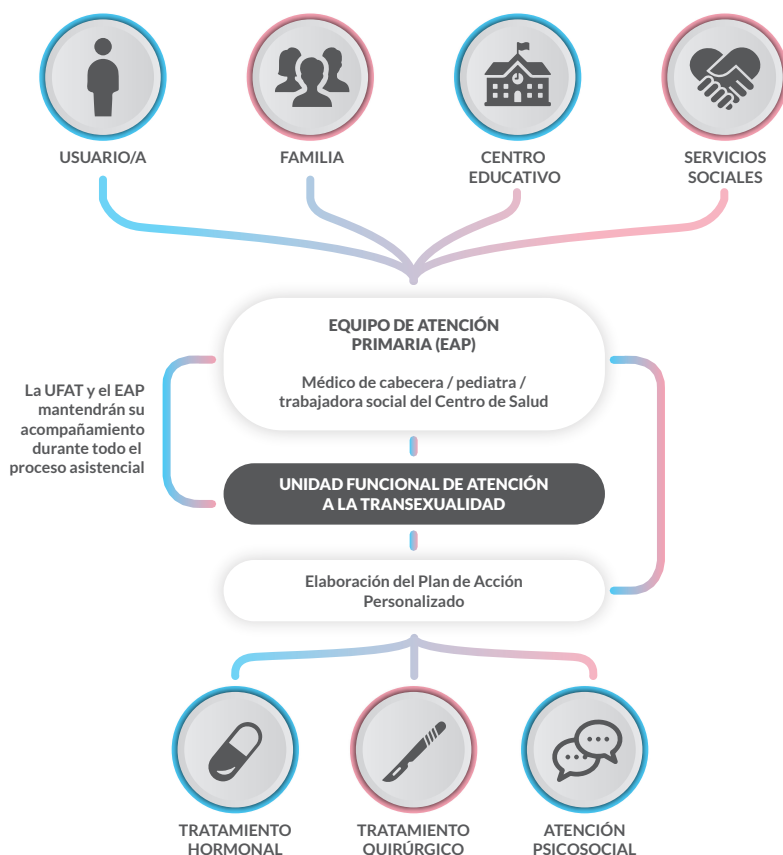 USUARIO/A
FAMILIA
CENTRO
EDUCATIVO
SERVICIOS
SOCIALES
EQUIPO DE ATENCIÓN
PRIMARIA (EAP)
Médico de cabecera / pediatra /
trabajadora social del Centro de Salud
La UFAT y el EAP
mantendrán su
acompañamiento
durante todo el
proceso asistencial
UNIDAD FUNCIONAL DE ATENCIÓN
A LA TRANSEXUALIDAD
Elaboración del Plan de Acción
Personalizado
TRATAMIENTO
HORMONAL
TRATAMIENTO
QUIRÚRGICO
ATENCIÓN
PSICOSOCIAL